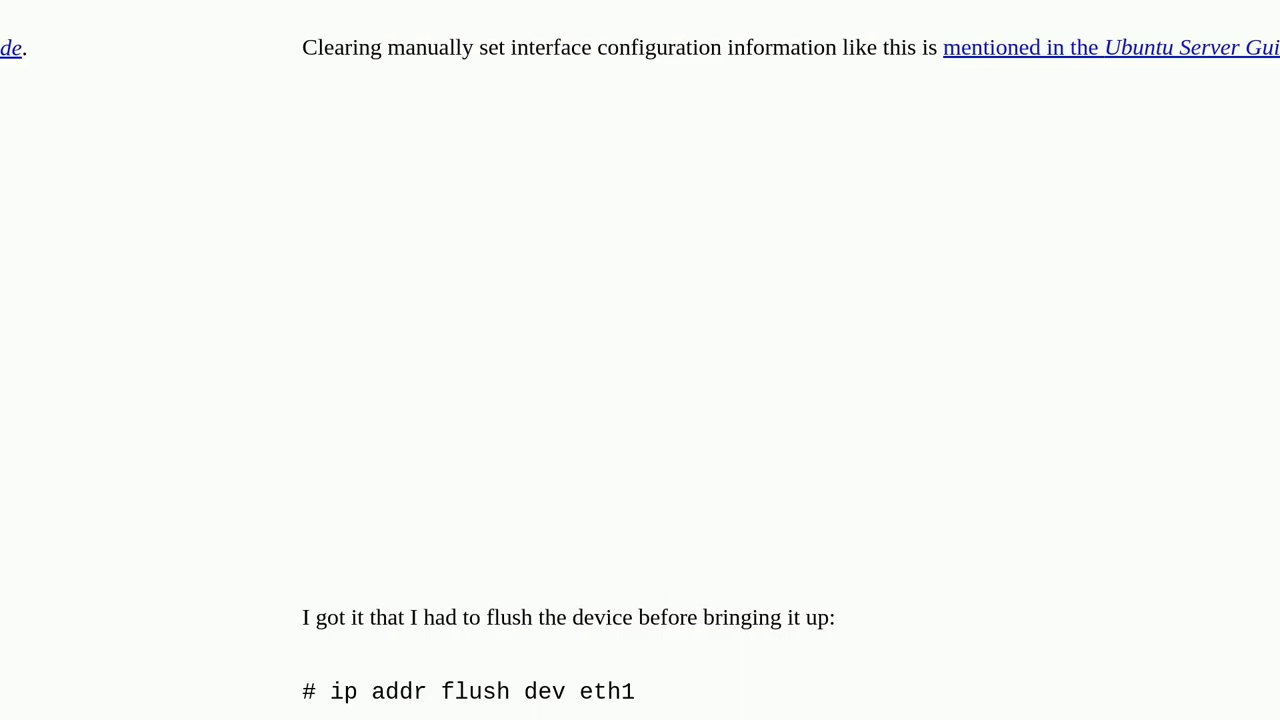 de.
Clearing manually set interface configuration information like this is mentioned in the Ubuntu Server Gui
I got it that I had to flush the device before bringing it up:
# ip addr flush dev eth1